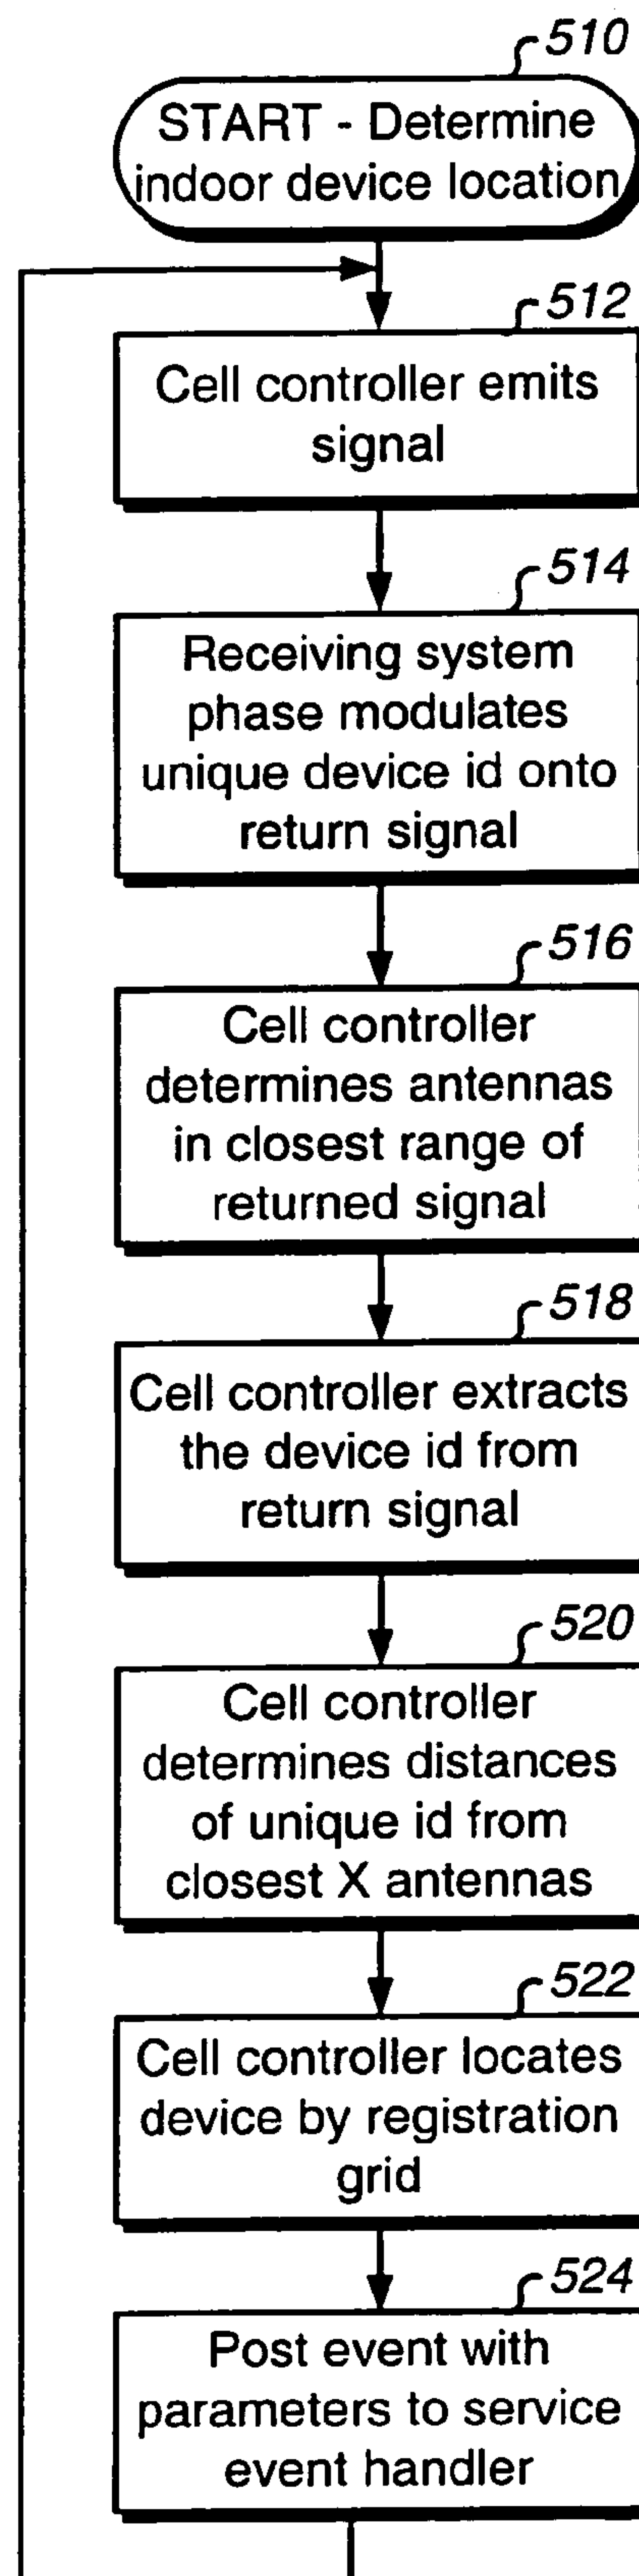 510
START - Determine
indoor device location
512
Cell controller emits
signal
514
Receiving system
phase modulates
unique device id onto
return signal
516
Cell controller
determines antennas
in closest range of
returned signal
518
Cell controller extracts
the device id from
return signal
520
Cell controller
determines distances
of unique id from
closest X antennas
522
Cell controller locates
device by registration
grid
524
Post event with
parameters to service
event handler